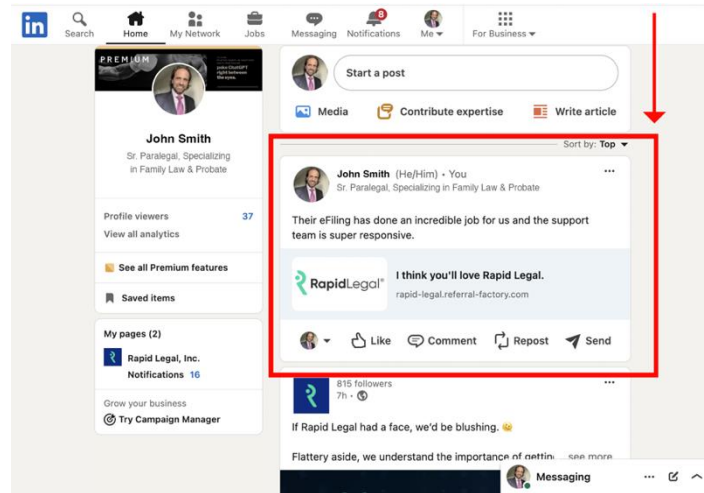 in
Search
Home
My Network
Jobs
Messaging
8
Notifications
Me
For Business
PREMIUM
John Smith
Sr. Paralegal, Specializing
in Family Law & Probate
Profile viewers 37
View all analytics
See all Premium features
Saved items
My pages (2)
Rapid Legal, Inc.
Notifications 16
Grow your business
Try Campaign Manager
Start a post
Media
Contribute expertise
Write article
Sort by: Top
John Smith (He/Him) • You
Sr. Paralegal, Specializing in Family Law & Probate
Their eFiling has done an incredible job for us and the support
team is super responsive.
RapidLegal®
I think you'll love Rapid Legal.
rapid-legal.referral-factory.com
Like
Comment
Repost
Send
815 followers
7h •
If Rapid Legal had a face, we'd be blushing. 😊
Flattery aside, we understand the importance of getting ...see more
Messaging